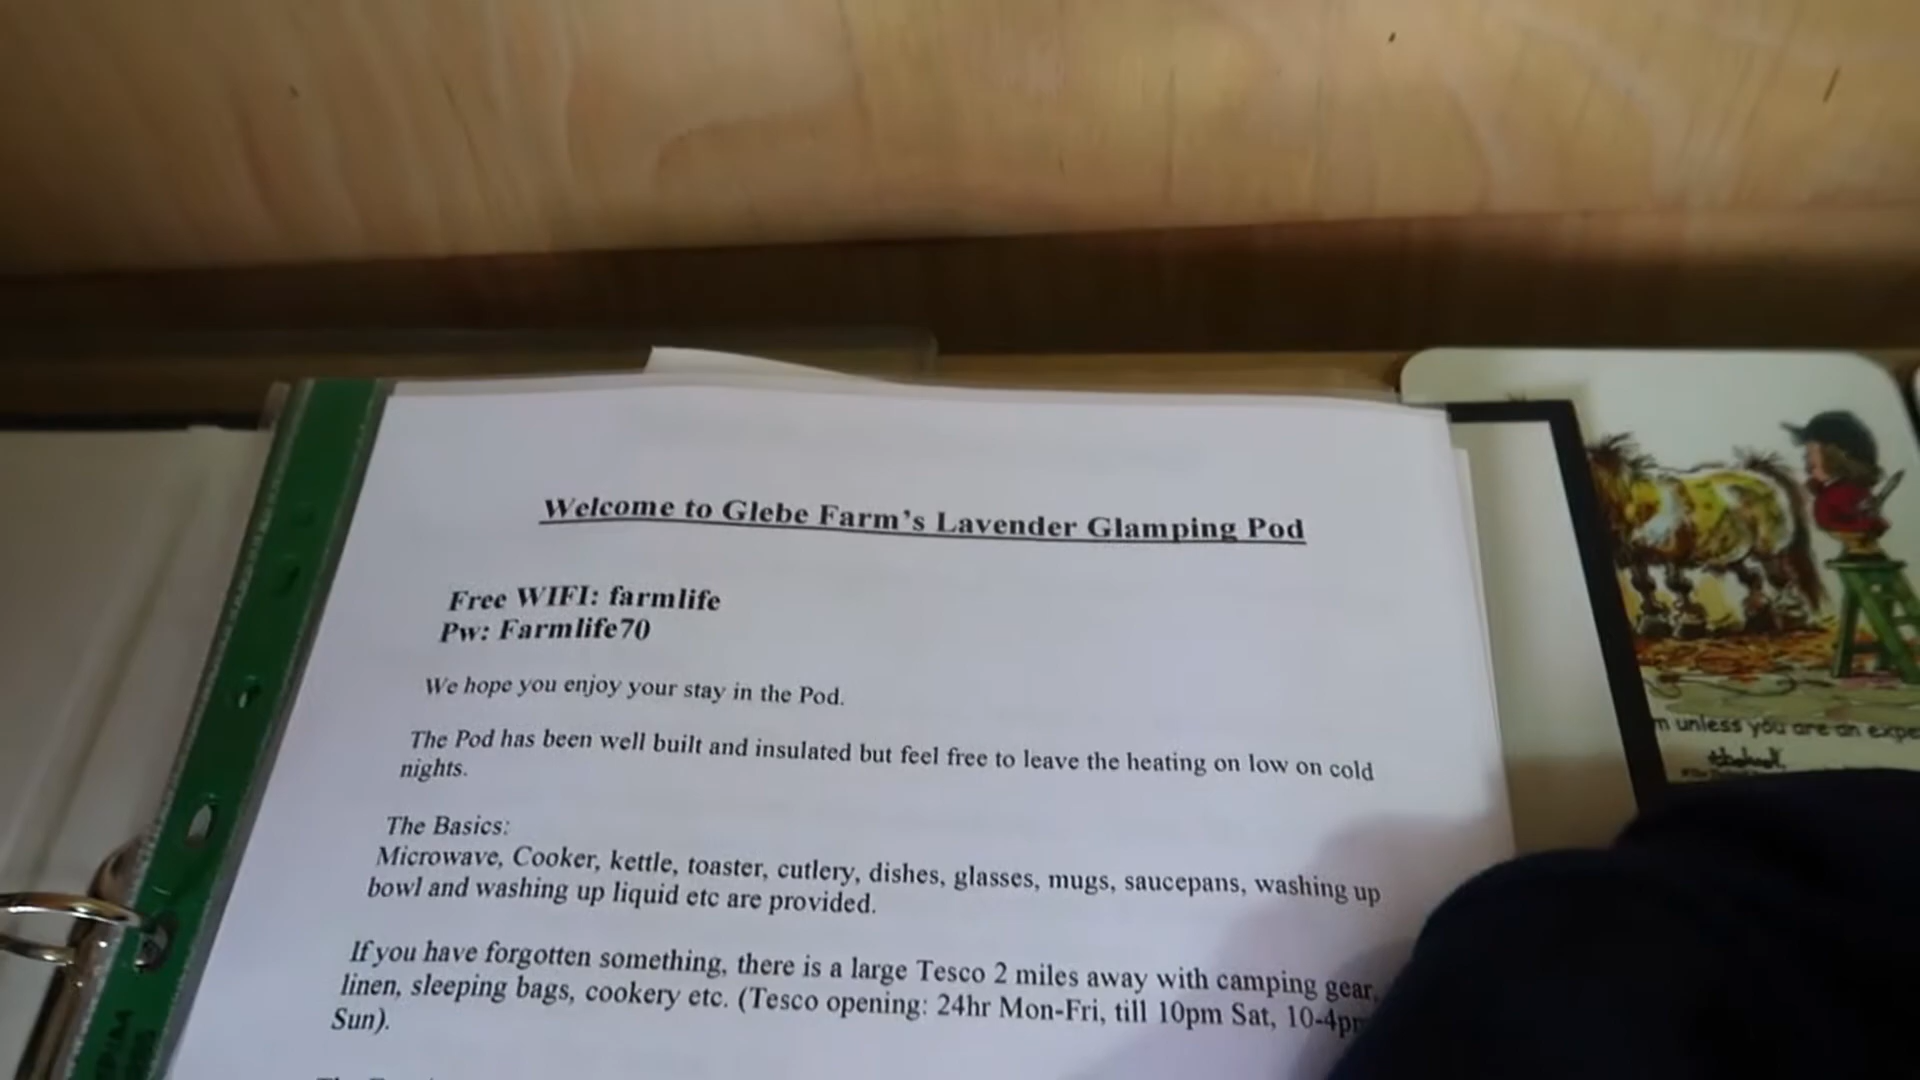 Welcome to Glebe Farm's Lavender Glamping Pod
Free WIFI: farmlife
Pw: Farmlife70
We hope you enjoy your stay in the Pod.
The Pod has been well built and insulated but feel free to leave the heating on low on cold
nights.
The Basics:
Microwave, Cooker, kettle, toaster, cutlery, dishes, glasses, mugs, saucepans, washing up
bowl and washing up liquid etc are provided.
If you have forgotten something, there is a large Tesco 2 miles away with camping gear,
linen, sleeping bags, cookery etc. (Tesco opening: 24hr Mon-Fri, till 10pm Sat, 10-4pm
Sun).
unless you are an expe